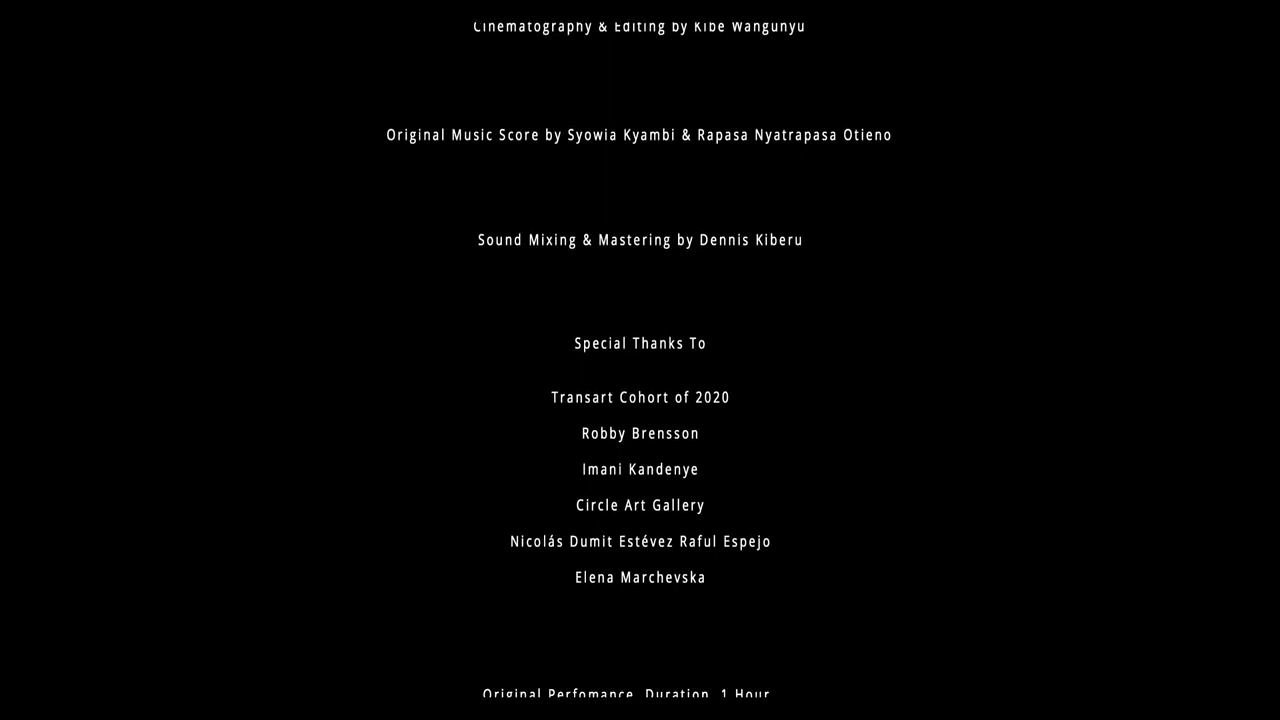 Cinematography & Editing by Kibe Wangunyu
Original Music Score by Syowia Kyambi & Rapasa Nyatrapasa Otieno
Sound Mixing & Mastering by Dennis Kiberu
Special Thanks To
Transart Cohort of 2020
Robby Brensson
Imani Kandenye
Circle Art Gallery
Nicolás Dumit Estévez Raful Espejo
Elena Marchevska
Original Perfomance. Duration. 1 Hour